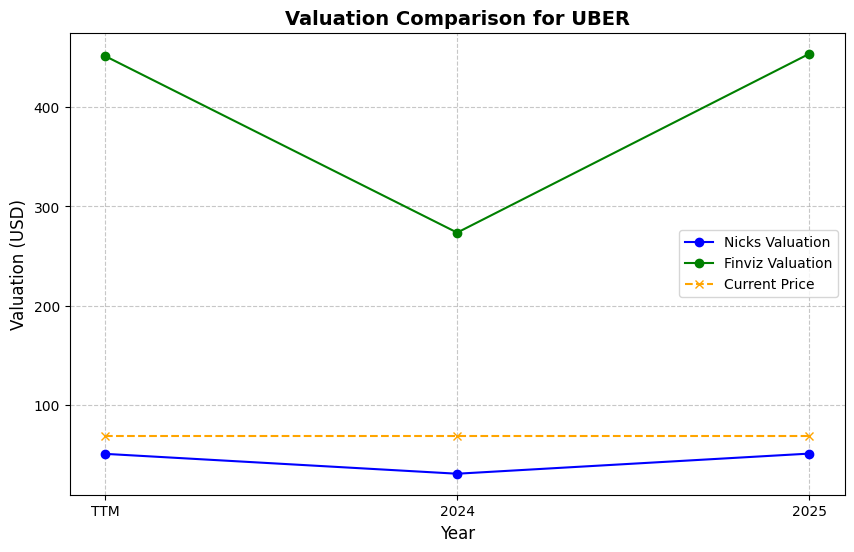 Valuation Comparison for UBER
Valuation (USD)
400
300
200
100
Nicks Valuation
Finviz Valuation
Current Price
TTM
2024
2025
Year